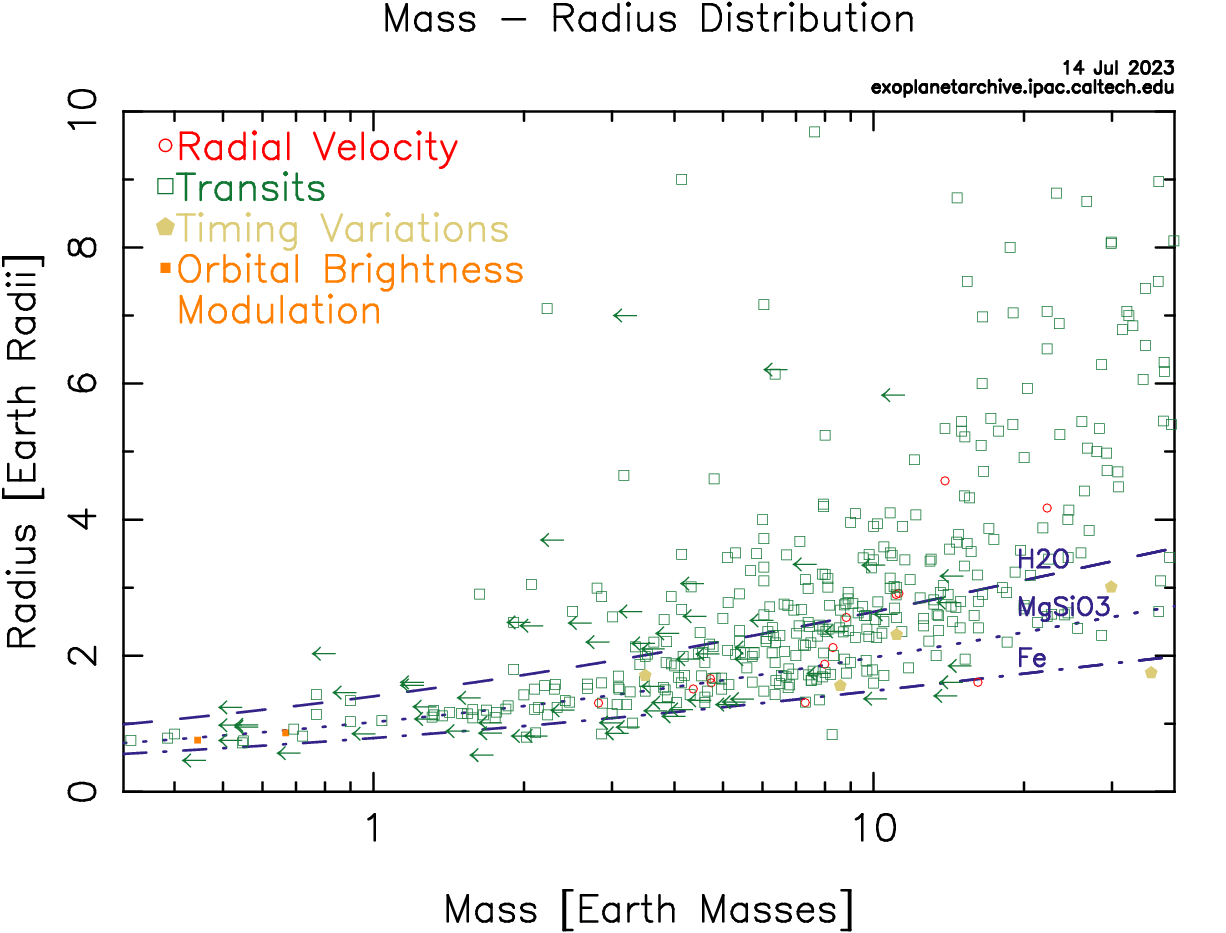 Mass − Radius Distribution
14 Jul 2023
exoplanetarchive.ipac.caltech.edu
10
8
6
4
2
0
Radius [Earth Radii]
Radial Velocity
Transits
Timing Variations
Orbital Brightness
Modulation
H2O
MgSiO3
Fe
1
10
Mass [Earth Masses]